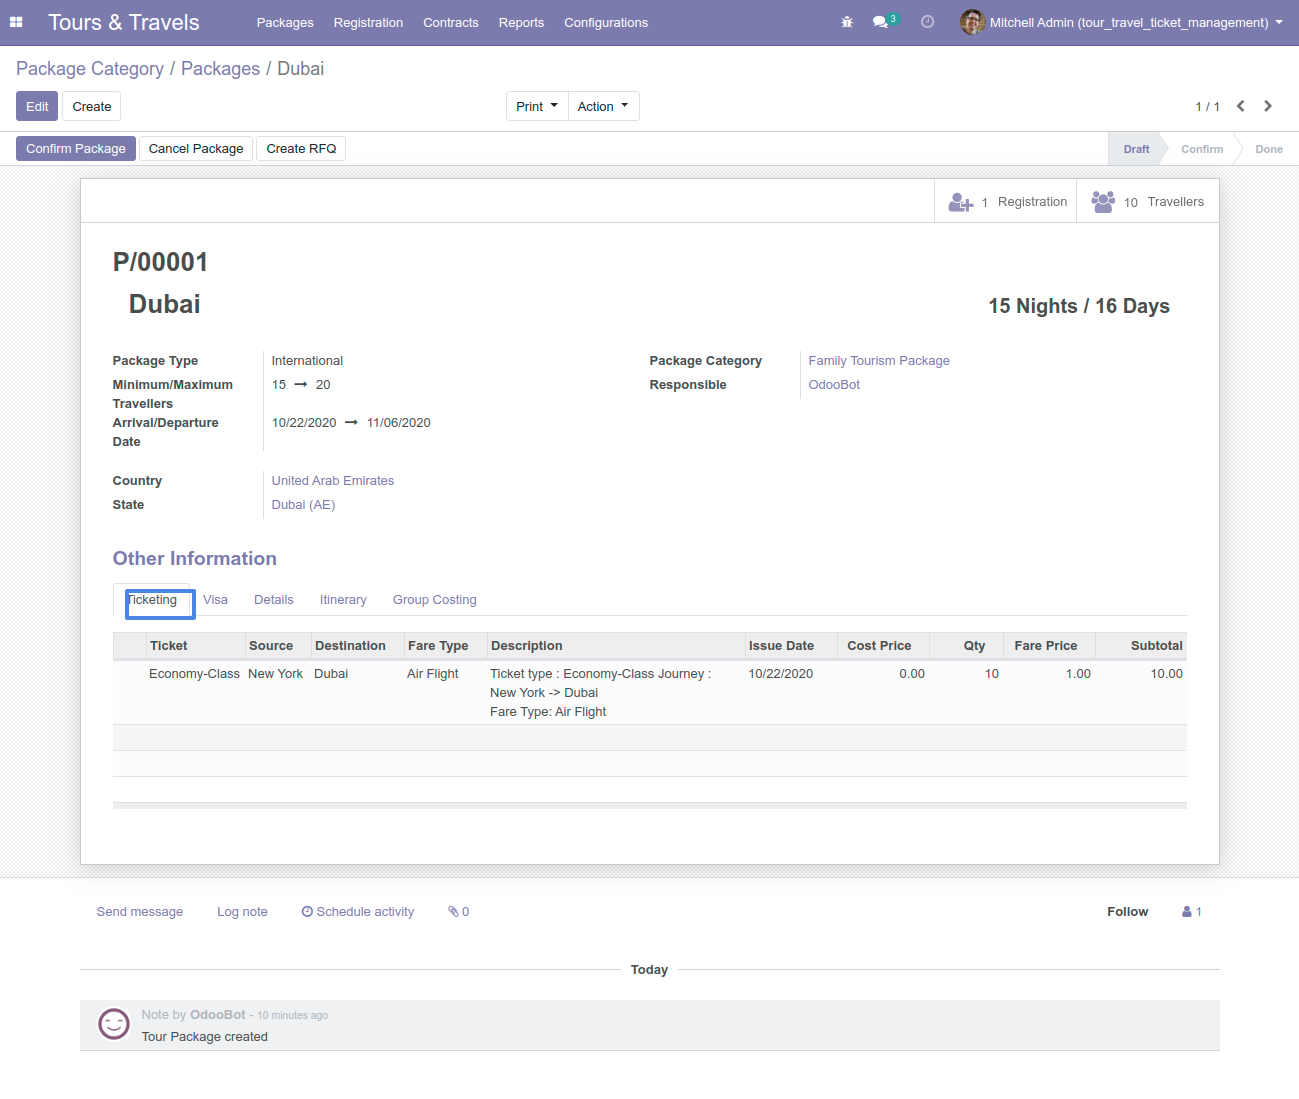 Tours & Travels Packages Registration Contracts Reports Configurations 3 Mitchell Admin (tour_travel_ticket_management)
Package Category / Packages / Dubai
Edit Create Print Action 1 / 1
Confirm Package Cancel Package Create RFQ Draft Confirm Done
1 Registration 10 Travellers
P/00001
Dubai 15 Nights / 16 Days
Package Type International Package Category Family Tourism Package
Minimum/Maximum 15 → 20 Responsible OdooBot
Travellers
Arrival/Departure 10/22/2020 → 11/06/2020
Date
Country United Arab Emirates
State Dubai (AE)
Other Information
Ticketing Visa Details Itinerary Group Costing
Ticket Source Destination Fare Type Description Issue Date Cost Price Qty Fare Price Subtotal
Economy-Class New York Dubai Air Flight Ticket type : Economy-Class Journey : 10/22/2020 0.00 10 1.00 10.00
New York -> Dubai
Fare Type: Air Flight
Send message Log note Schedule activity 0 Follow 1
Today
Note by OdooBot - 10 minutes ago
Tour Package created